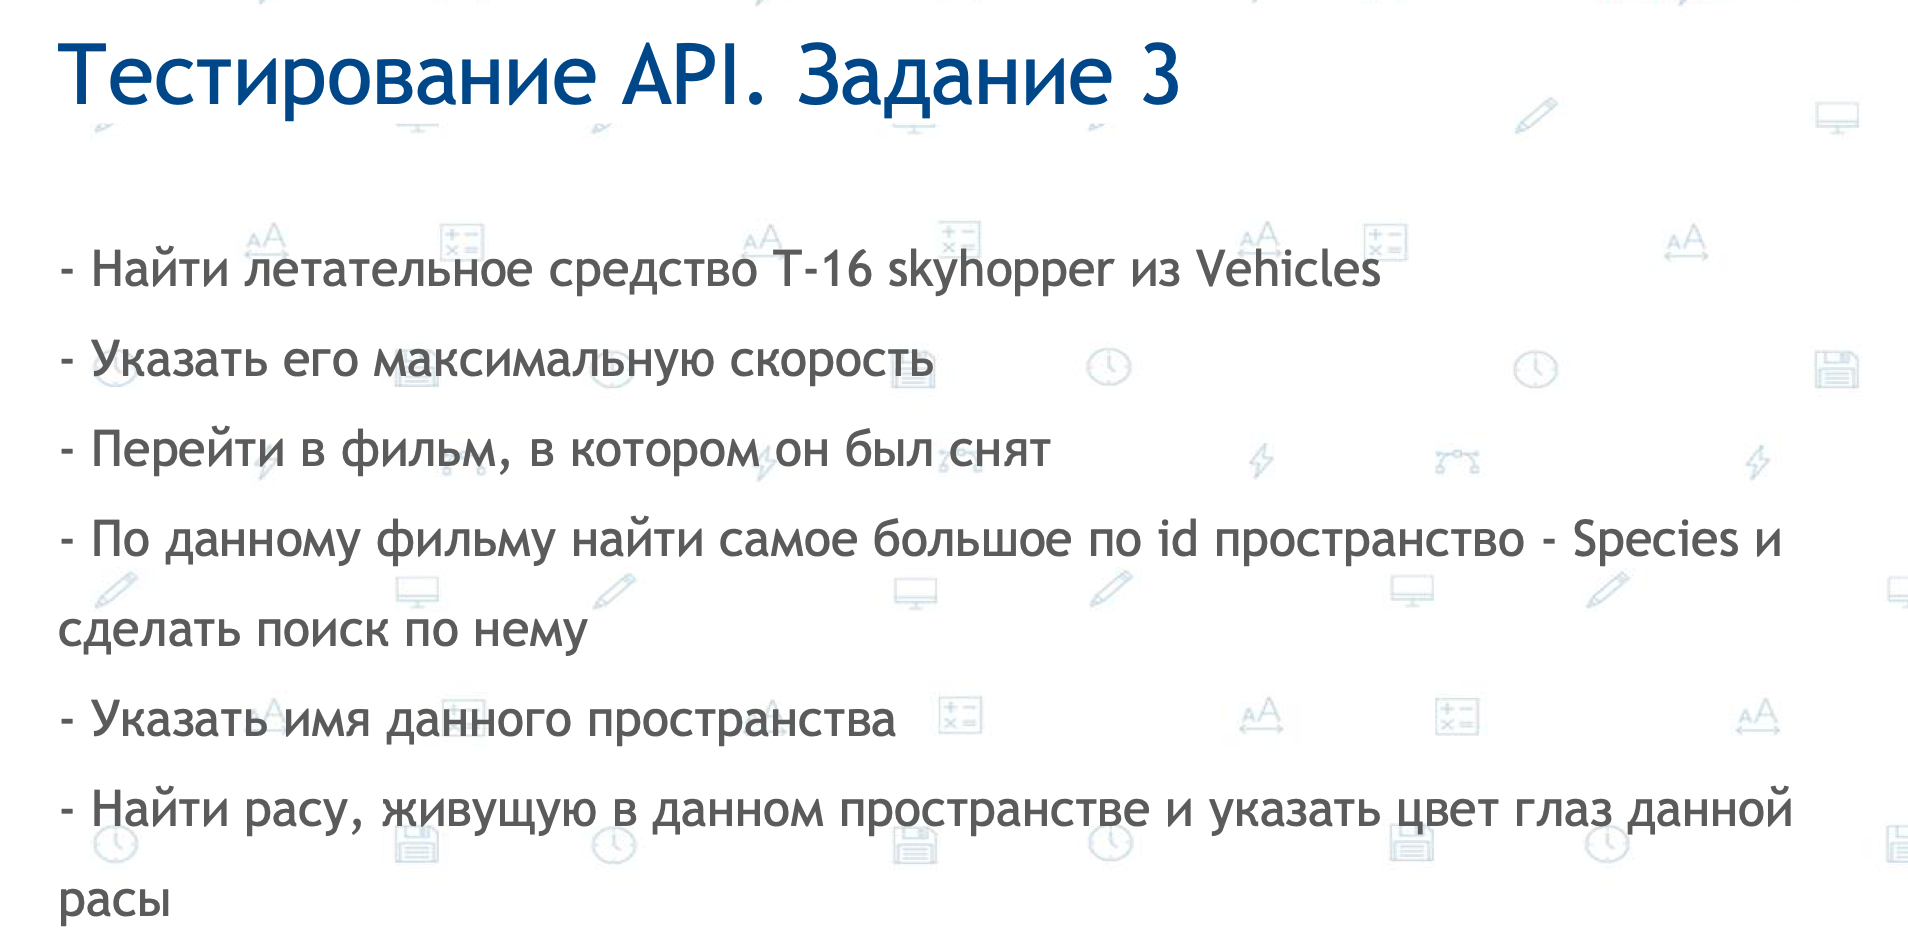 Тестирование API. Задание 3
- Найти летательное средство T-16 skyhopper из Vehicles
- Указать его максимальную скорость
- Перейти в фильм, в котором он был снят
- По данному фильму найти самое большое по id пространство - Species и
сделать поиск по нему
- Указать имя данного пространства
- Найти расу, живущую в данном пространстве и указать цвет глаз данной
расы